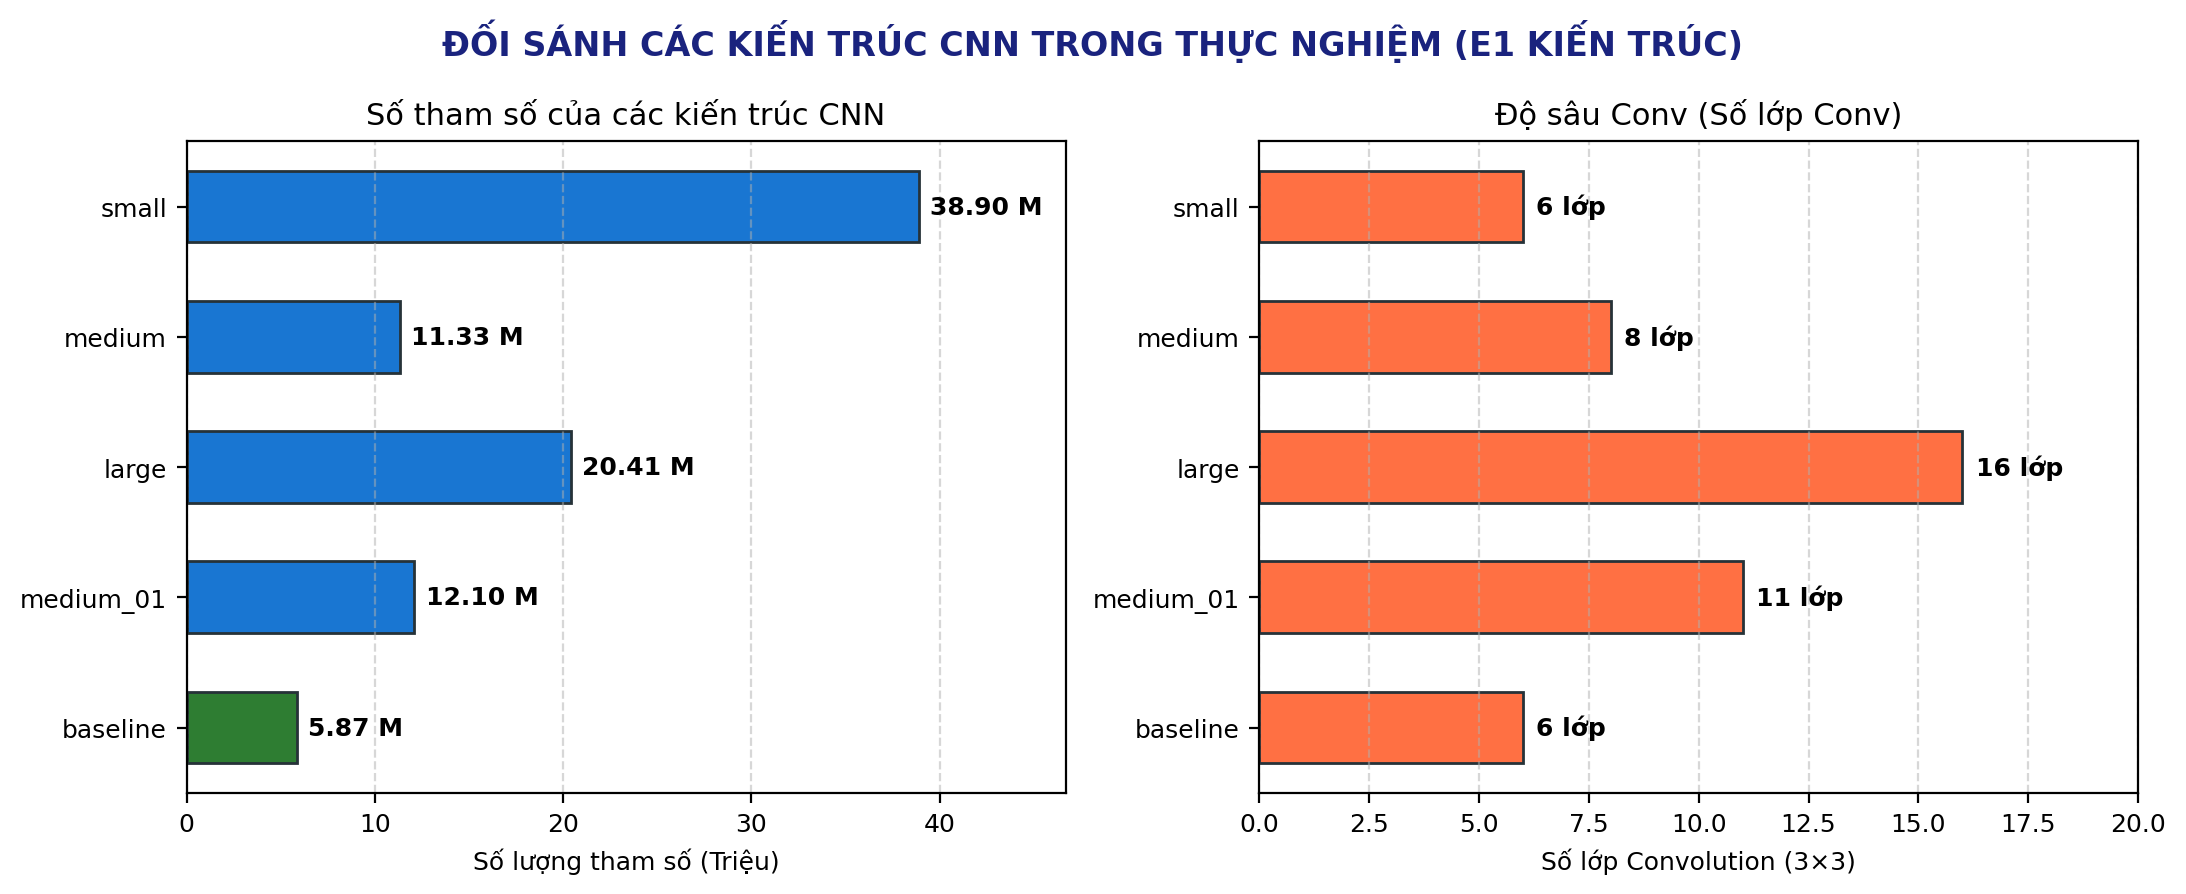 ĐỐI SÁNH CÁC KIẾN TRÚC CNN TRONG THỰC NGHIỆM (E1 KIẾN TRÚC)
Số tham số của các kiến trúc CNN
small
38.90 M
medium
11.33 M
large
20.41 M
medium_01
12.10 M
baseline
5.87 M
0 10 20 30 40
Số lượng tham số (Triệu)
Độ sâu Conv (Số lớp Conv)
small
6 lớp
medium
8 lớp
large
16 lớp
medium_01
11 lớp
baseline
6 lớp
0.0 2.5 5.0 7.5 10.0 12.5 15.0 17.5 20.0
Số lớp Convolution (3×3)